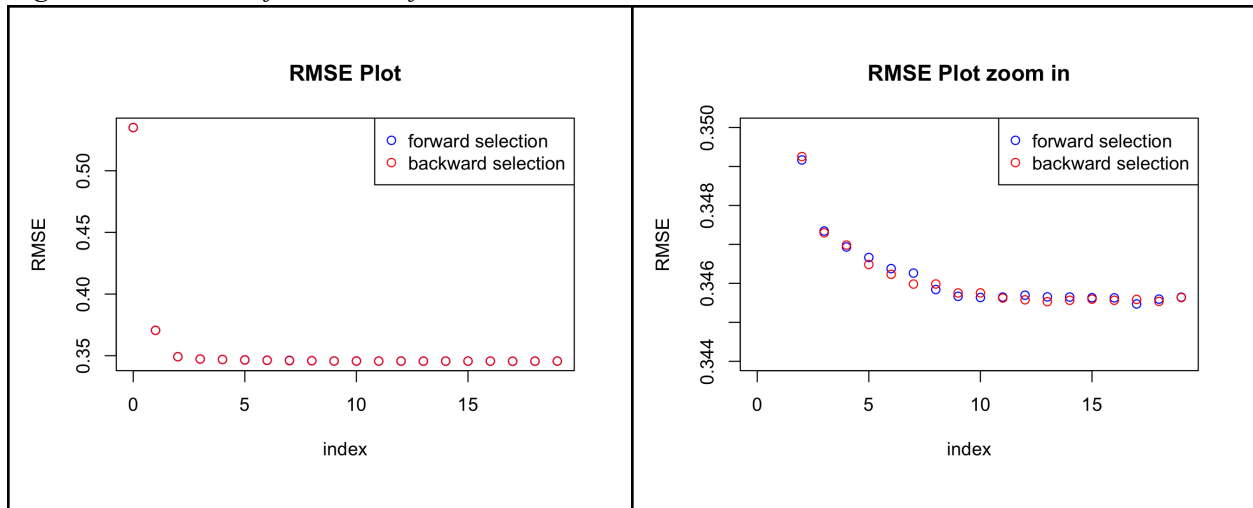 RMSE Plot
forward selection
backward selection
RMSE
0.50
0.45
0.40
0.35
0 5 10 15
index
RMSE Plot zoom in
forward selection
backward selection
RMSE
0.350
0.348
0.346
0.344
0 5 10 15
index